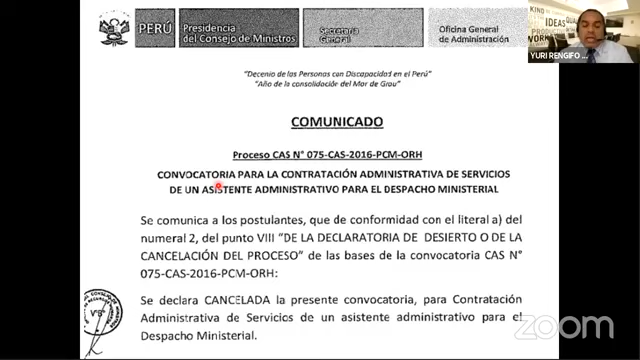 PERÚ
Presidencia
del Consejo de Ministros
Secretaría
General
Oficina General
de Administración
KIND
IDEAS
WORK
YURI RENGIFO
"Decenio de las Personas con Discapacidad en el Perú"
"Año de la consolidación del Mar de Grau"
COMUNICADO
Proceso CAS N° 075-CAS-2016-PCM-ORH
CONVOCATORIA PARA LA CONTRATACIÓN ADMINISTRATIVA DE SERVICIOS
DE UN ASISTENTE ADMINISTRATIVO PARA EL DESPACHO MINISTERIAL
Se comunica a los postulantes, que de conformidad con el literal a) del
numeral 2, del punto VIII "DE LA DECLARATORIA DE DESIERTO O DE LA
CANCELACIÓN DEL PROCESO" de las bases de la convocatoria CAS N°
075-CAS-2016-PCM-ORH:
Se declara CANCELADA la presente convocatoria, para Contratación
Administrativa de Servicios de un asistente administrativo para el
Despacho Ministerial.
zoom